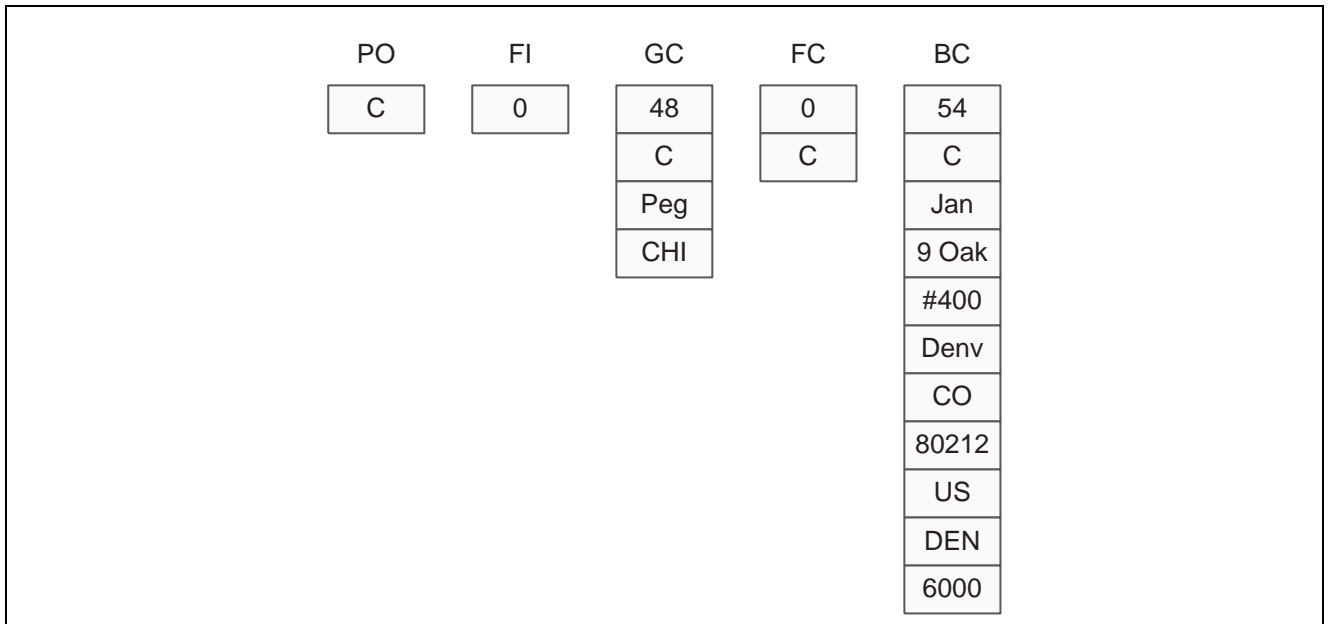 PO FI GC FC BC
C 0 48 0 54
C C C
Peg Jan
CHI 9 Oak
#400
Denv
CO
80212
US
DEN
6000